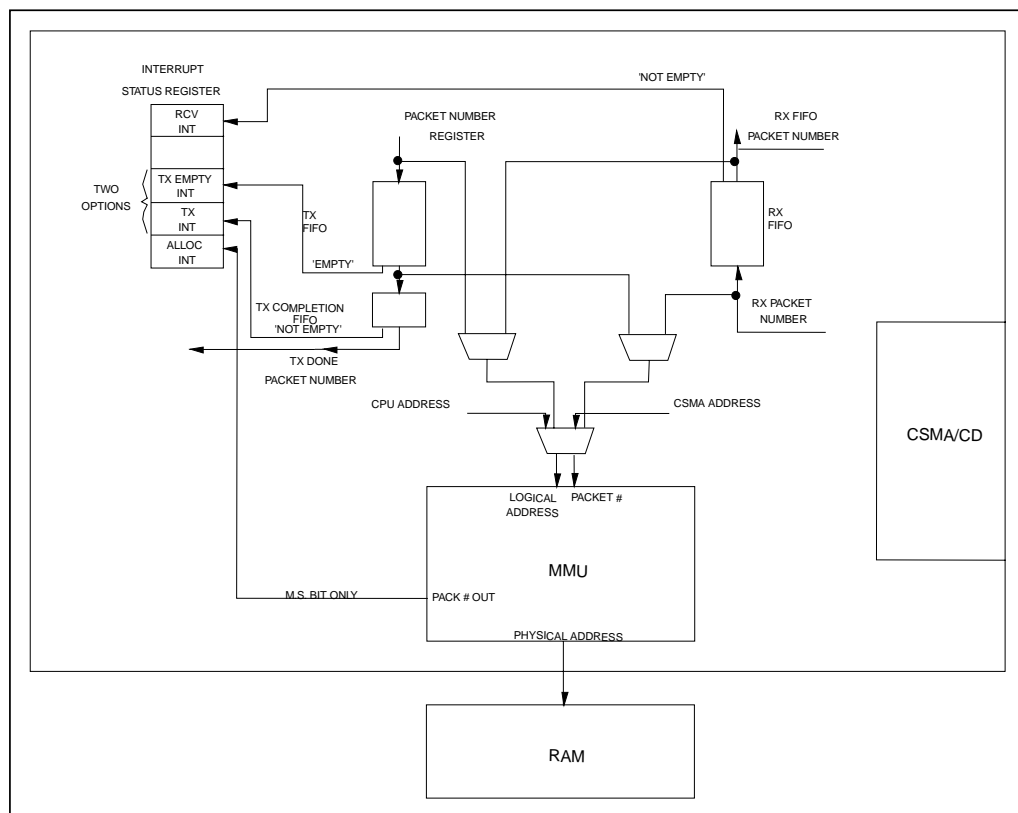 INTERRUPT
STATUS REGISTER
RCV
INT
TX EMPTY
INT
TX
INT
ALLOC
INT
TWO
OPTIONS
'NOT EMPTY'
PACKET NUMBER
REGISTER
RX FIFO
PACKET NUMBER
TX
FIFO
RX
FIFO
'EMPTY'
TX COMPLETION
FIFO
'NOT EMPTY'
TX DONE
PACKET NUMBER
RX PACKET
NUMBER
CPU ADDRESS
CSMA ADDRESS
CSMA/CD
LOGICAL
ADDRESS
PACKET #
MMU
M.S. BIT ONLY
PACK # OUT
PHYSICAL ADDRESS
RAM